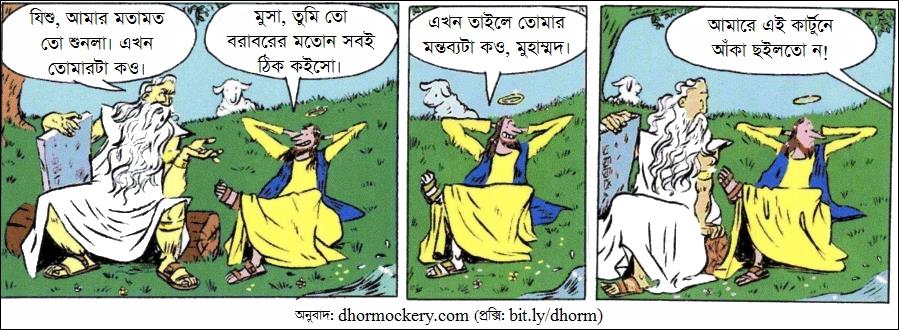 যিশু, আমার মতামত
তো শুনলা। এখন
তোমারটা কও।
মুসা, তুমি তো
বরাবরের মতোন সবই
ঠিক কইসো।
এখন তাইলে তোমার
মন্তব্যটা কও, মুহাম্মদ।
আমারে এই কার্টুনে
আঁকা হইলতো ন!
অনুবাদ: dhormockery.com (প্রক্সি: bit.ly/dhorm)